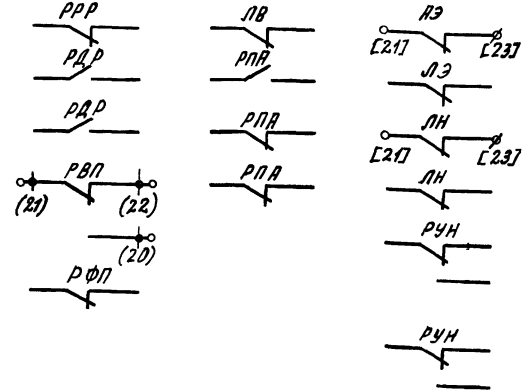 РРР
РДР
РДР
РВП
(21) (22)
(20)
РФП
ЛВ
РПА
РПА
РПА
АЭ
[21] [23]
ЛЭ
ЛН
[21] [23]
ЛН
РУН
РУН